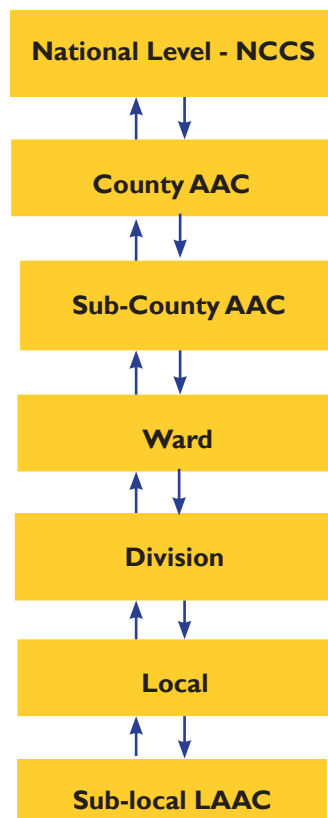 National Level - NCCS
County AAC
Sub-County AAC
Ward
Division
Local
Sub-local LAAC